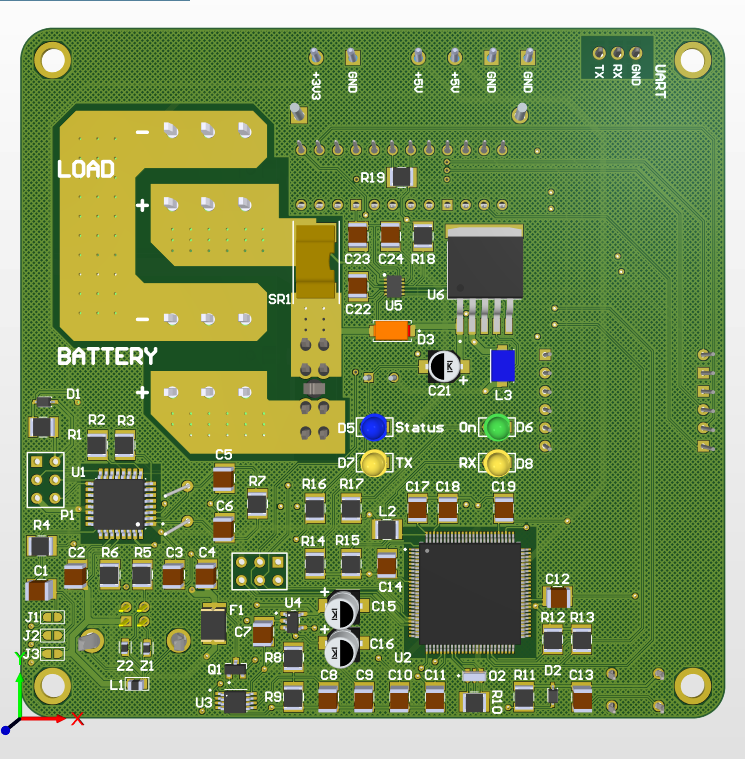 +3V3 GND +5V +5V GND GND
TX RX GND
UART
LOAD
-
R19
+
C23 C24 R18
SR1 C22 U5 U6
-
D3
BATTERY
C21 + L3
+
D1
D5 Status On D6
R1 R2 R3
D7 TX RX D8
U1 C5 R7 R16 R17 C17 C18 C19
P1 C6 L2
R4
C2 R6 R5 C3 C4 R14 R15 C14
C1 C12
J1 F1 U4 + C15
J2 C7 R12 R13
J3 + C16
Z2 Z1 R8 U2
Q1
L1 O2 R11 D2 C13
U3 R9 C8 C9 C10 C11 R10
Y
X